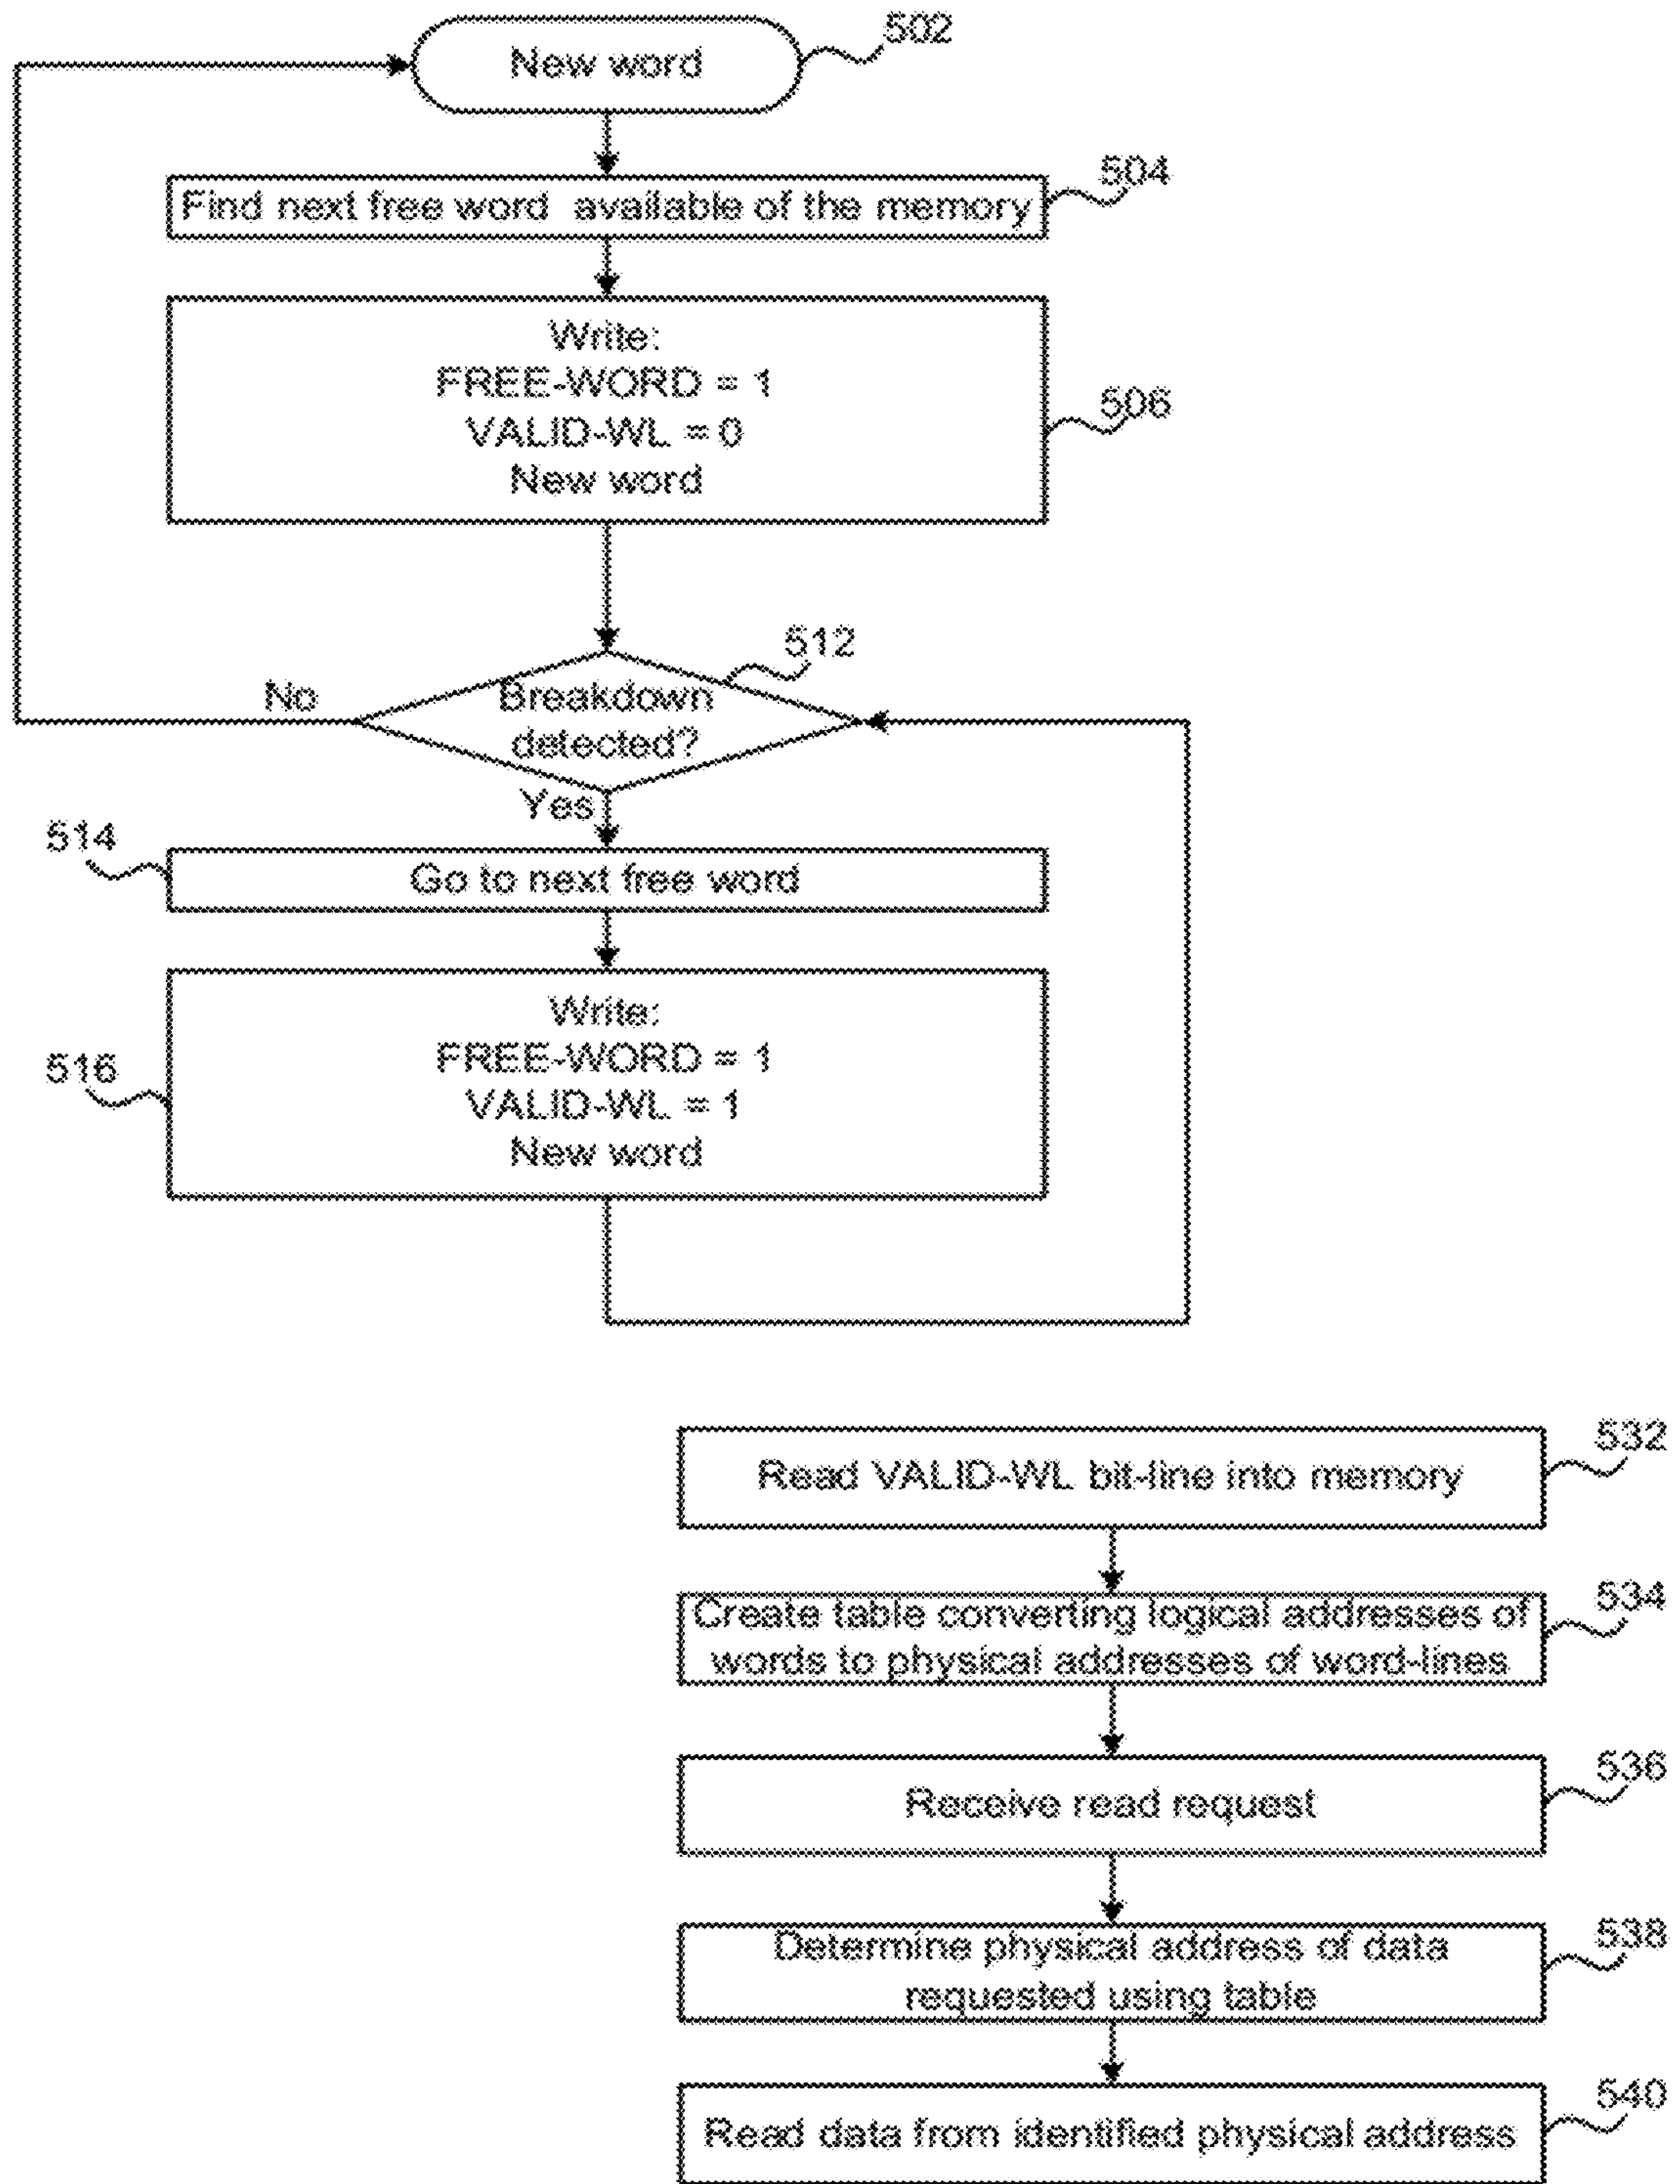 New word
502
Find next free word available of the memory
504
Write:
FREE-WORD = 1
VALID-WL = 0
New word
506
Breakdown
detected?
512
No
Yes
514
Go to next free word
516
Write:
FREE-WORD = 1
VALID-WL = 1
New word
Read VALID-WL bit-line into memory
532
Create table converting logical addresses of
words to physical addresses of word-lines
534
Receive read request
536
Determine physical address of data
requested using table
538
Read data from identified physical address
540